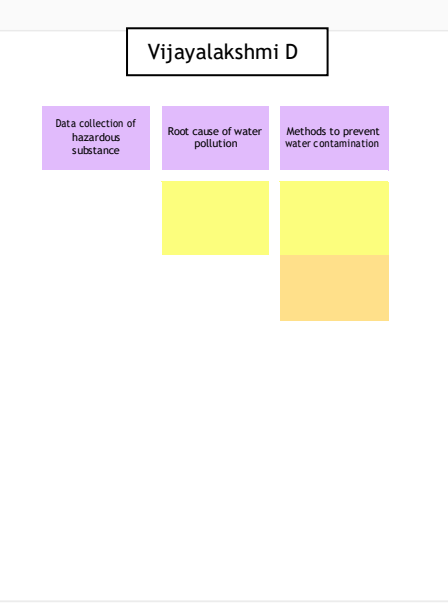 Vijayalakshmi D
Data collection of
hazardous
substance
Root cause of water
pollution
Methods to prevent
water contamination